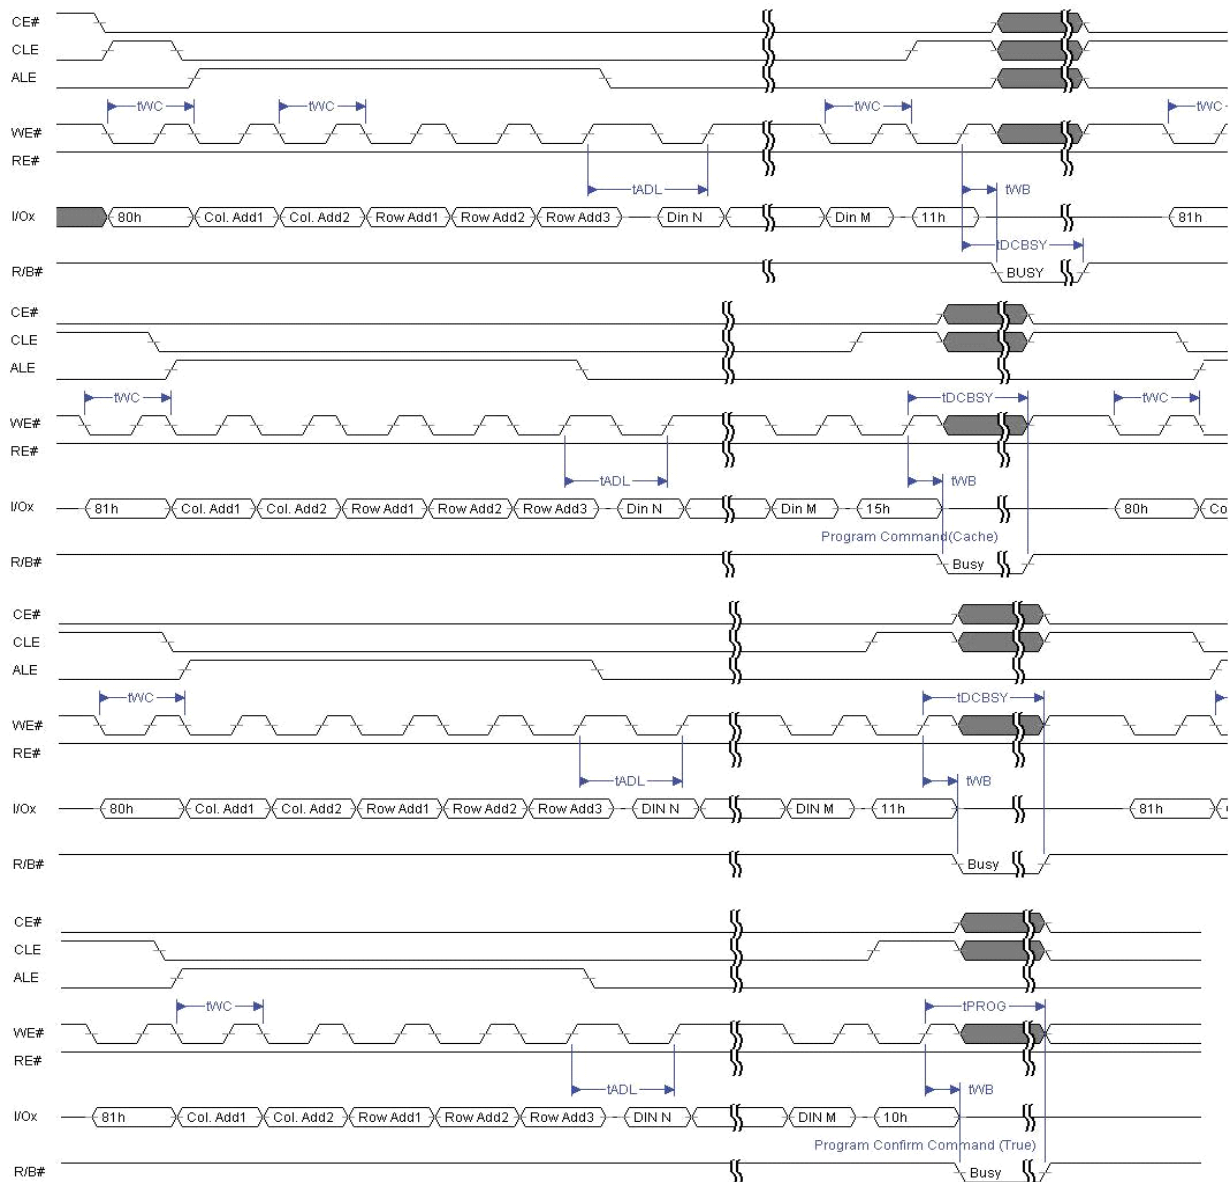 CE#
CLE
ALE
tWC tWC tWC tWC
WE#
RE#
tADL tWB
I/Ox 80h Col. Add1 Col. Add2 Row Add1 Row Add2 Row Add3 Din N Din M 11h 81h
tDCBSY
R/B# BUSY
CE#
CLE
ALE
tWC tDCBSY tWC
WE#
RE#
tADL tWB
I/Ox 81h Col. Add1 Col. Add2 Row Add1 Row Add2 Row Add3 Din N Din M 15h 80h Co
Program Command(Cache)
R/B# Busy
CE#
CLE
ALE
tWC tDCBSY
WE#
RE#
tADL tWB
I/Ox 80h Col. Add1 Col. Add2 Row Add1 Row Add2 Row Add3 DIN N DIN M 11h 81h
R/B# Busy
CE#
CLE
ALE
tWC tPROG
WE#
RE#
tADL tWB
I/Ox 81h Col. Add1 Col. Add2 Row Add1 Row Add2 Row Add3 DIN N DIN M 10h
Program Confirm Command (True)
R/B# Busy